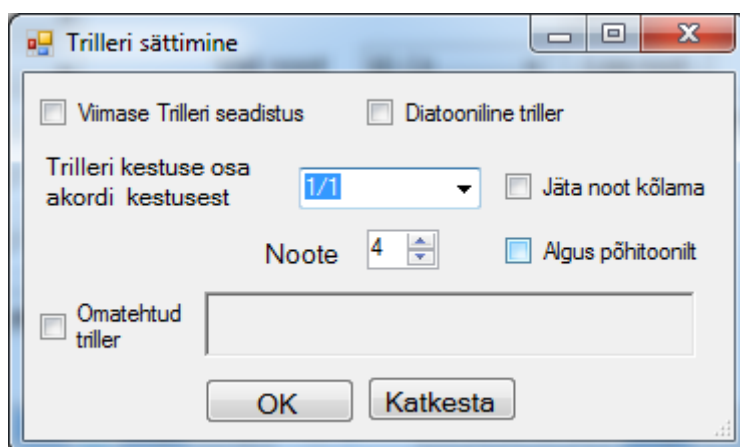 Trilleri sättimine
Viimase Trilleri seadistus
Diatooniline triller
Trilleri kestuse osa
akordi kestusest
1/1
Jäta noot kõlama
Noote
4
Algus põhitoonilt
Omatehtud
triller
OK
Katkesta